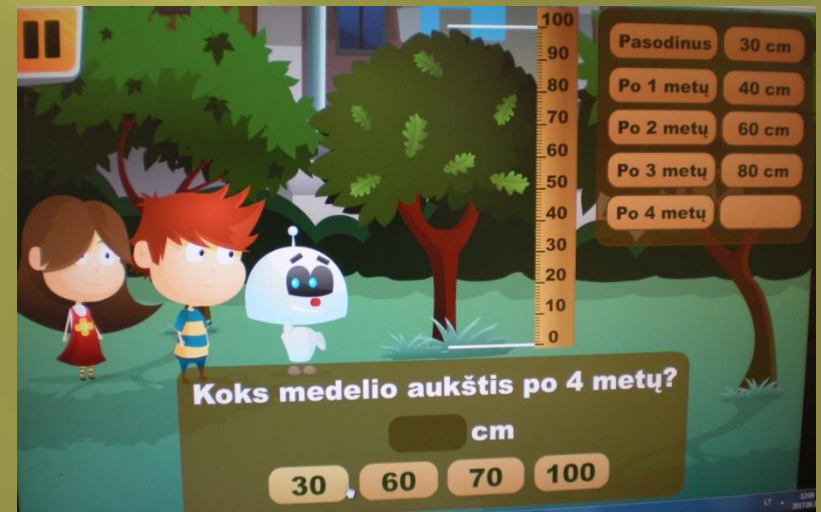 100
90
80
70
60
50
40
30
20
10
0
Pasodinus 30 cm
Po 1 metų 40 cm
Po 2 metų 60 cm
Po 3 metų 80 cm
Po 4 metų
Koks medelio aukštis po 4 metų?
cm
30 60 70 100
LT